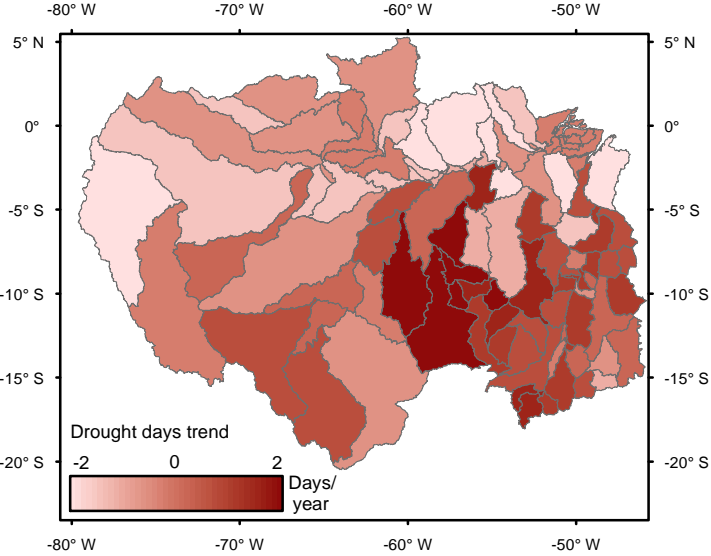 -80° W -70° W -60° W -50° W
5° N 5° N
0° 0°
-5° S -5° S
-10° S -10° S
-15° S -15° S
Drought days trend
-20° S -20° S
-2 0 2
Days/
year
-80° W -70° W -60° W -50° W